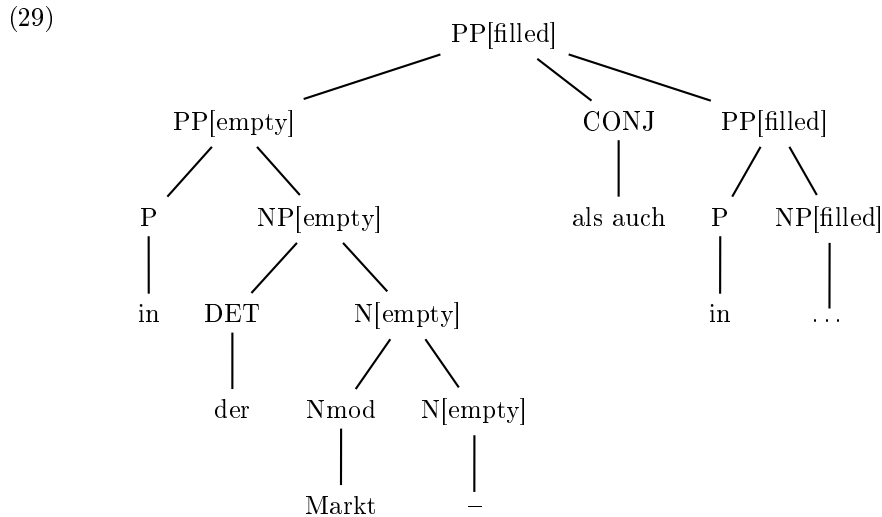 (29)
PP[filled]
PP[empty] CONJ PP[filled]
P NP[empty] als auch P NP[filled]
in DET N[empty] in ...
der Nmod N[empty]
Markt –